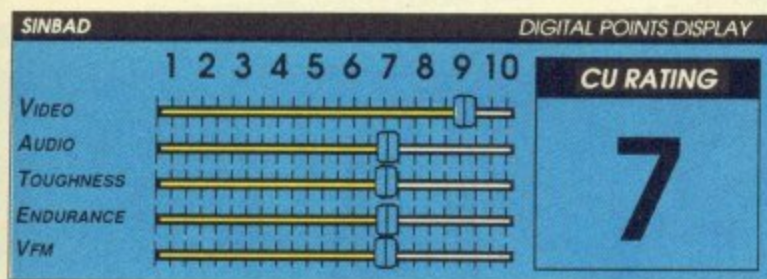 SINBAD DIGITAL POINTS DISPLAY
1 2 3 4 5 6 7 8 9 10
CU RATING
VIDEO
AUDIO
TOUGHNESS
ENDURANCE
VFM
7